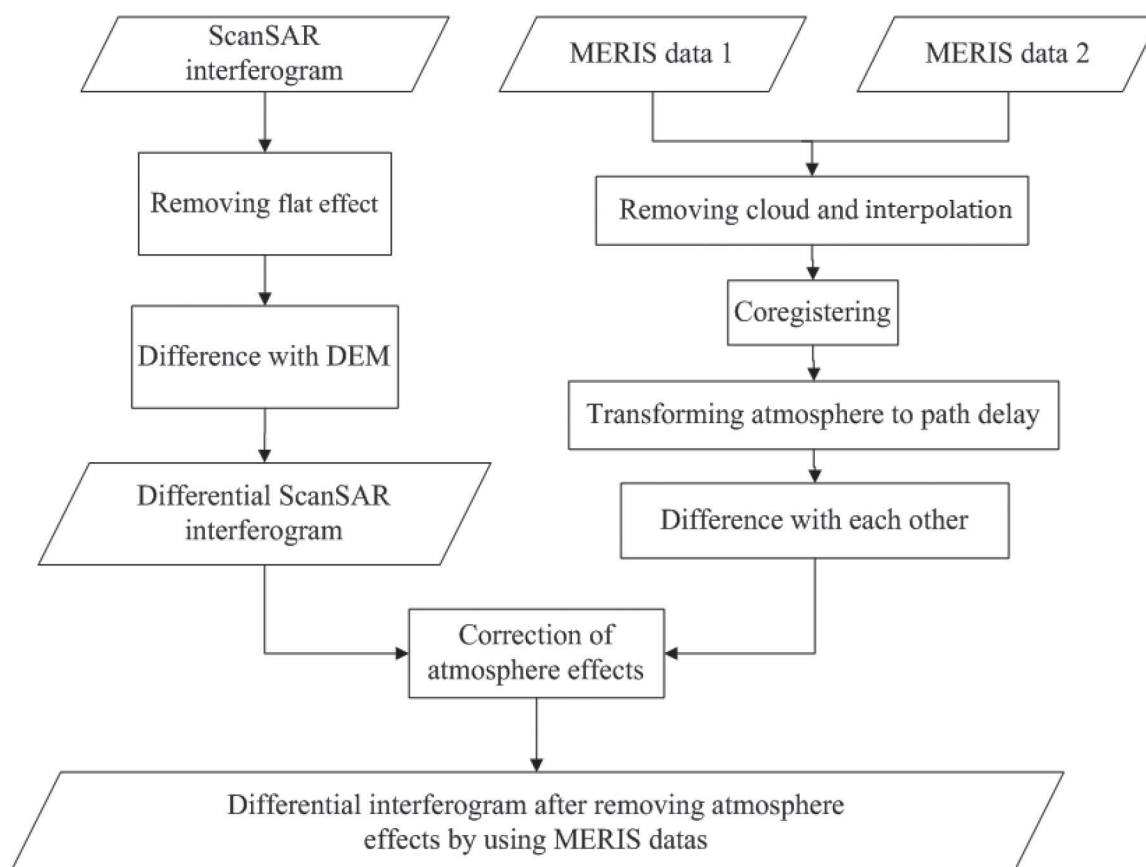 ScanSAR
interferogram
MERIS data 1
MERIS data 2
Removing flat effect
Removing cloud and interpolation
Coregistering
Difference with DEM
Transforming atmosphere to path delay
Differential ScanSAR
interferogram
Difference with each other
Correction of
atmosphere effects
Differential interferogram after removing atmosphere
effects by using MERIS datas